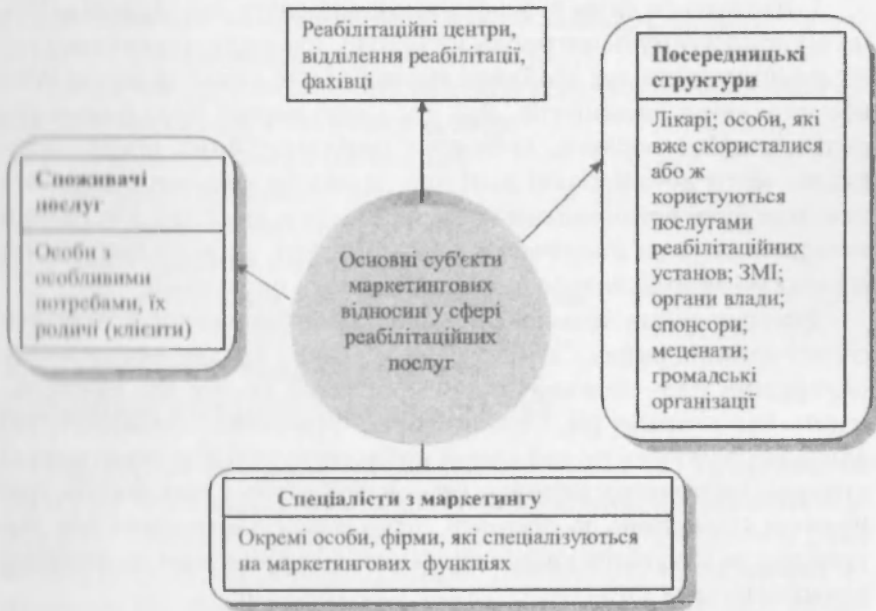 Реабілітаційні центри,
відділення реабілітації,
фахівці
Посередницькі
структури
Лікарі; особи, які
вже скористалися
або ж
користуються
послугами
реабілітаційних
установ; ЗМІ;
органи влади;
спонсори;
меценати;
громадські
організації
Споживачі
послуг
Особи з
особливими
потребами, їх
родичі (клієнти)
Основні суб'єкти
маркетингових
відносин у сфері
реабілітаційних
послуг
Спеціалісти з маркетингу
Окремі особи, фірми, які спеціалізуються
на маркетингових функціях